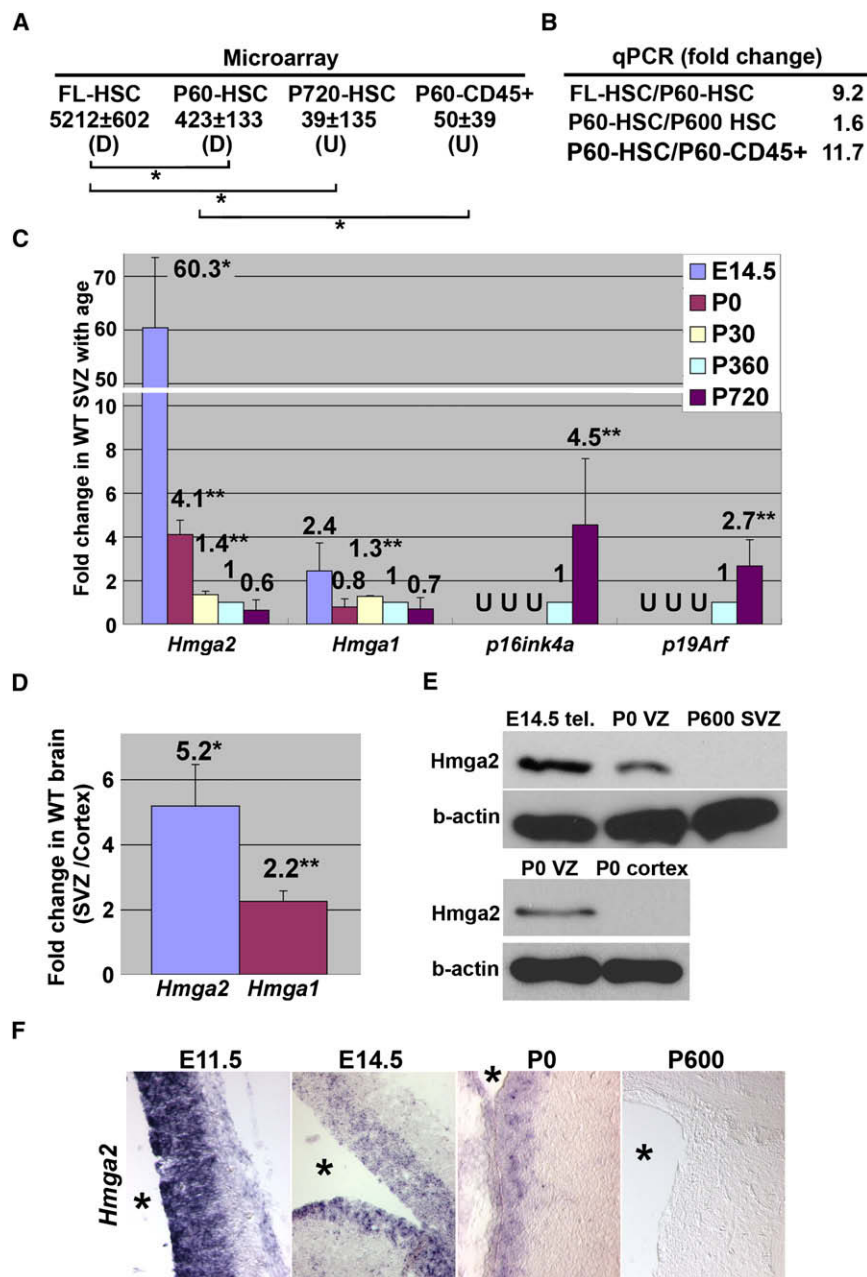 A
Microarray
FL-HSC P60-HSC P720-HSC P60-CD45+
5212±602 423±133 39±135 50±39
(D) (D) (U) (U)
*
*
*
B
qPCR (fold change)
FL-HSC/P60-HSC 9.2
P60-HSC/P600 HSC 1.6
P60-HSC/P60-CD45+ 11.7
C
Fold change in WT SVZ with age
70
60
50
10
8
6
4
2
0
60.3*
4.1**
1.4**
1
0.6
2.4
0.8
1.3**
1
0.7
U U U
1
4.5**
U U U
1
2.7**
E14.5
P0
P30
P360
P720
Hmga2 Hmga1 p16ink4a p19Arf
D
Fold change in WT brain
(SVZ /Cortex)
6
4
2
0
5.2*
2.2**
Hmga2 Hmga1
E
E14.5 tel. P0 VZ P600 SVZ
Hmga2
b-actin
P0 VZ P0 cortex
Hmga2
b-actin
F
E11.5 E14.5 P0 P600
Hmga2
* * * *